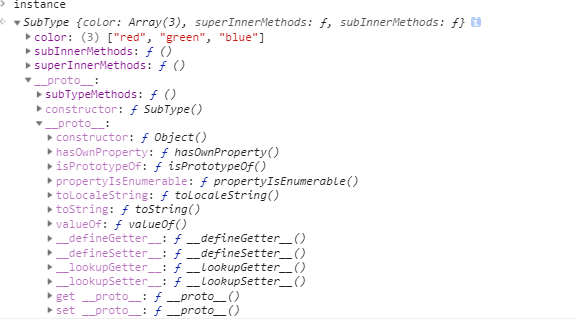 instance
SubType {color: Array(3), superInnerMethods: ƒ, subInnerMethods: ƒ} i
color: (3) ["red", "green", "blue"]
subInnerMethods: ƒ ()
superInnerMethods: ƒ ()
__proto__:
subTypeMethods: ƒ ()
constructor: ƒ SubType()
__proto__:
constructor: ƒ Object()
hasOwnProperty: ƒ hasOwnProperty()
isPrototypeOf: ƒ isPrototypeOf()
propertyIsEnumerable: ƒ propertyIsEnumerable()
toLocaleString: ƒ toLocaleString()
toString: ƒ toString()
valueOf: ƒ valueOf()
__defineGetter__: ƒ __defineGetter__()
__defineSetter__: ƒ __defineSetter__()
__lookupGetter__: ƒ __lookupGetter__()
__lookupSetter__: ƒ __lookupSetter__()
get __proto__: ƒ __proto__()
set __proto__: ƒ __proto__()